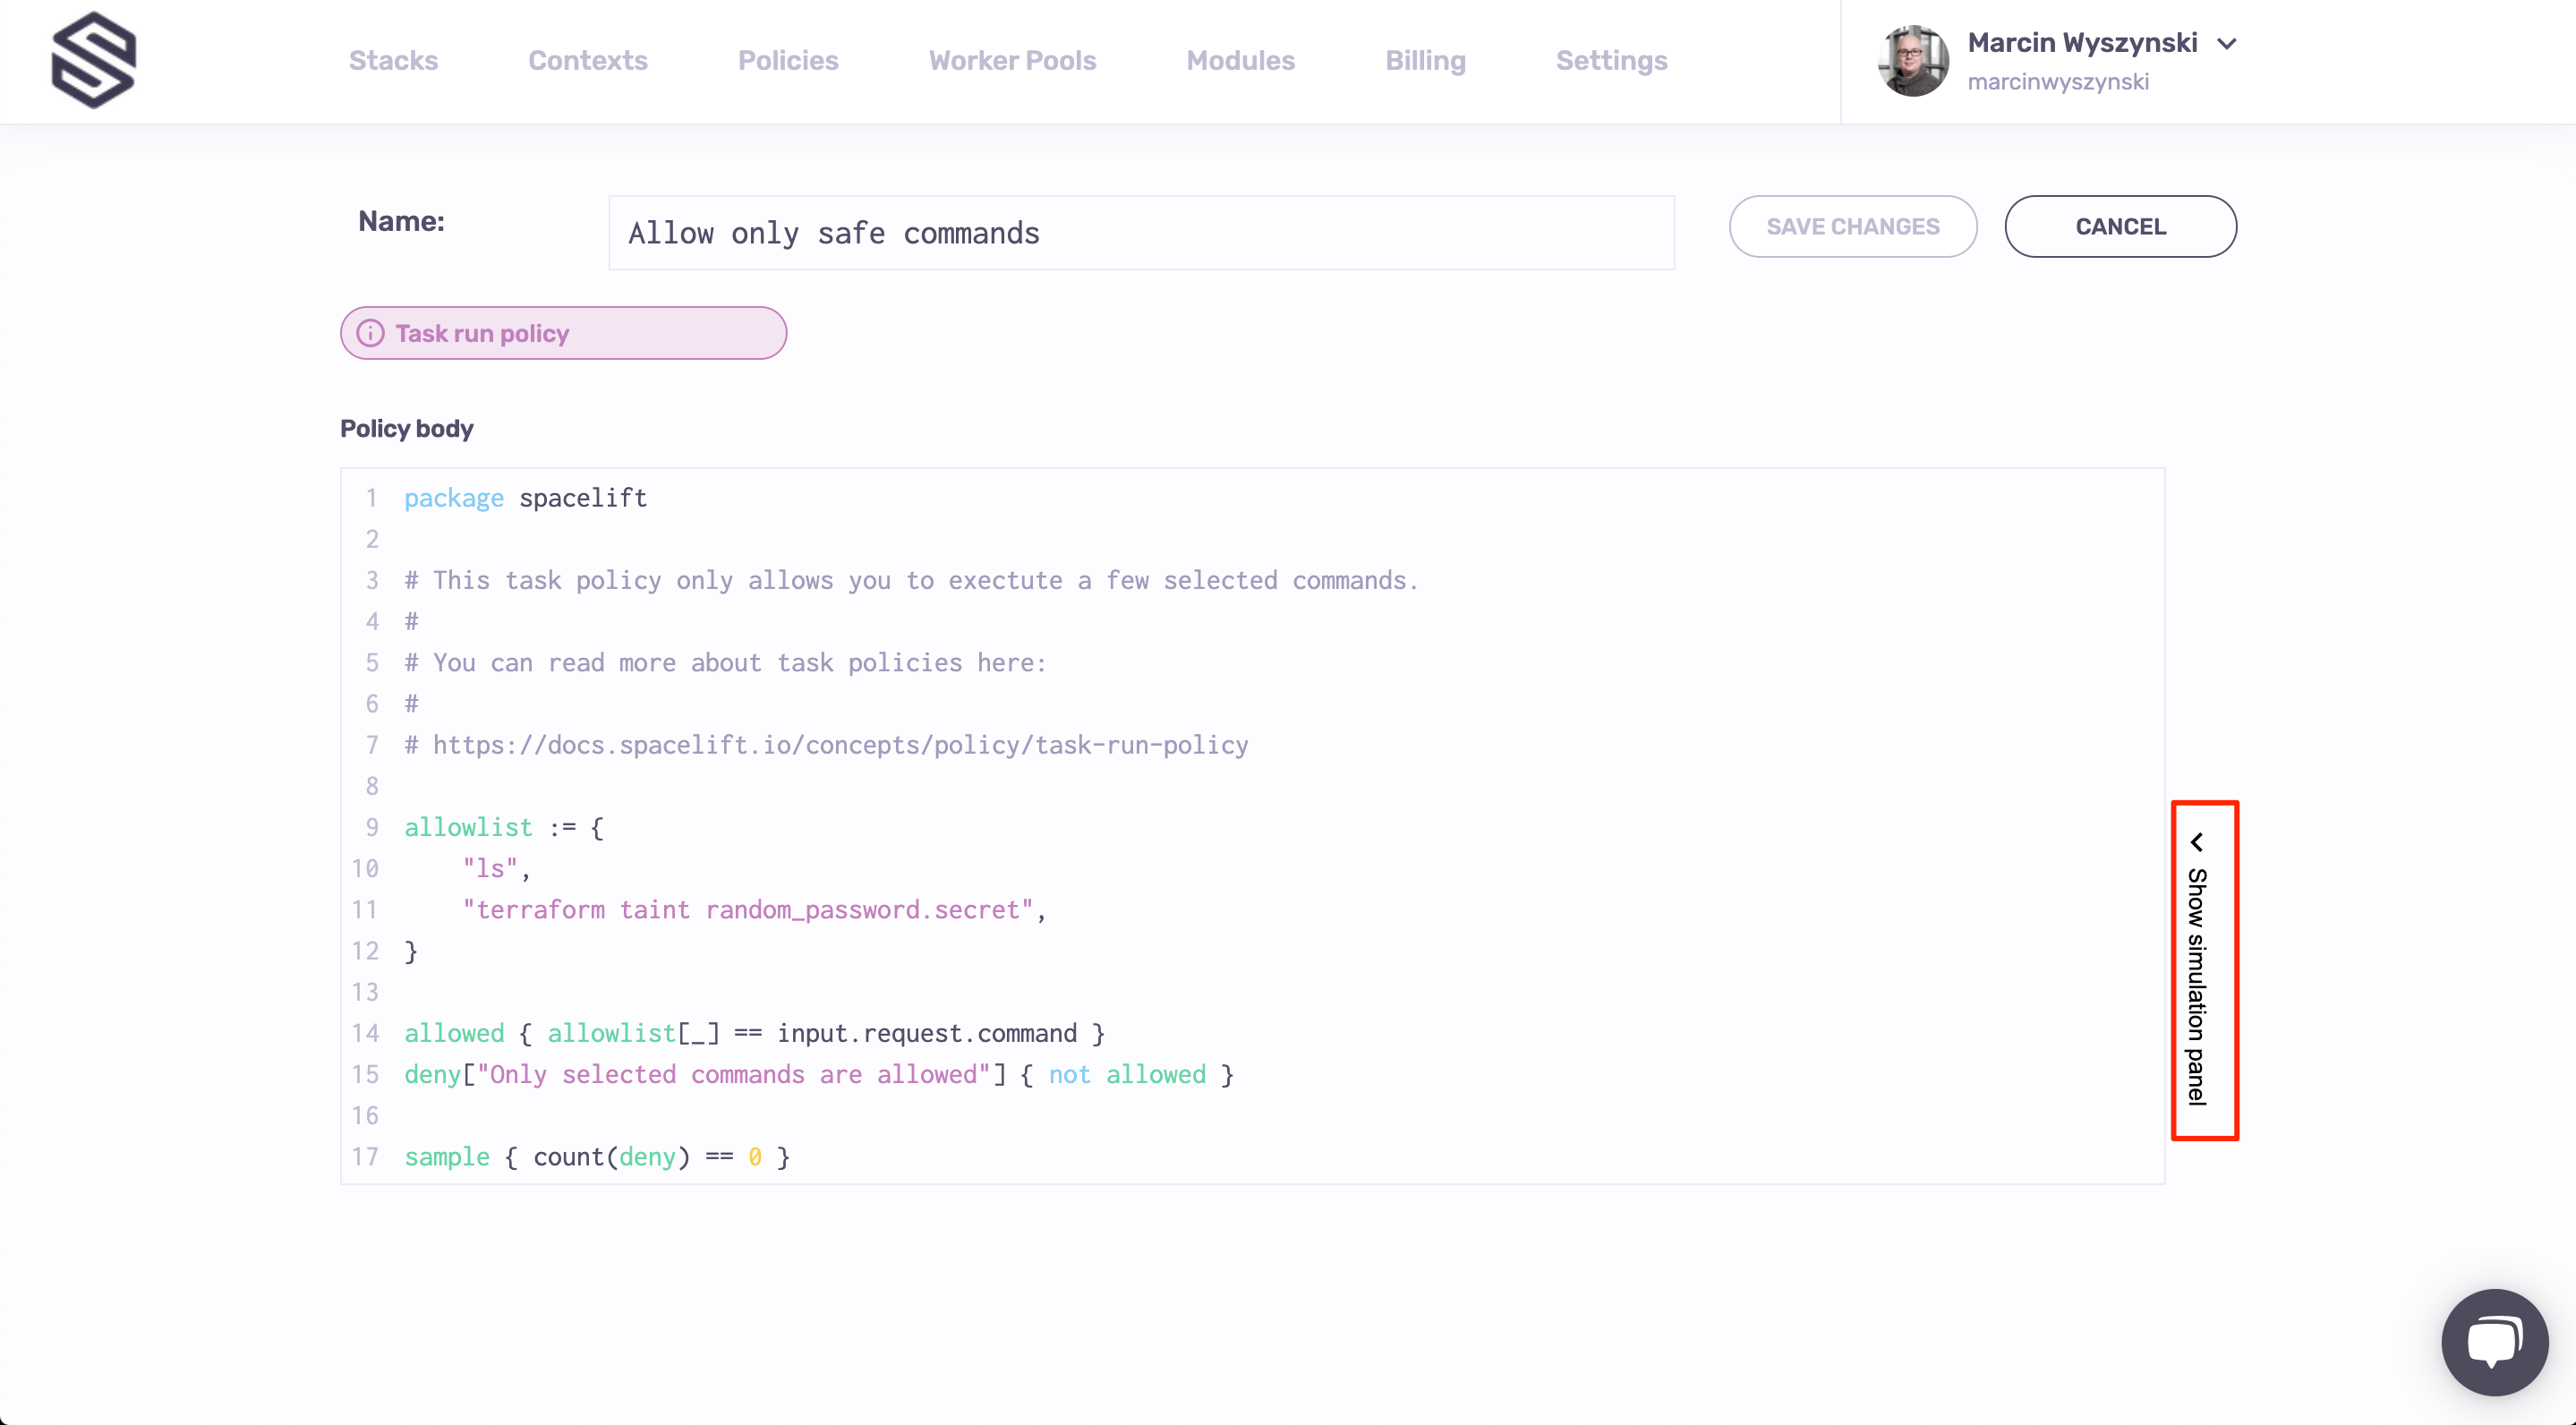 Stacks Contexts Policies Worker Pools Modules Billing Settings
Marcin Wyszynski
marcinwyszynski
Name:
Allow only safe commands
SAVE CHANGES
CANCEL
Task run policy
Policy body
1 package spacelift
2
3 # This task policy only allows you to exectute a few selected commands.
4 #
5 # You can read more about task policies here:
6 #
7 # https://docs.spacelift.io/concepts/policy/task-run-policy
8
9 allowlist := {
10     "ls",
11     "terraform taint random_password.secret",
12 }
13
14 allowed { allowlist[_] == input.request.command }
15 deny["Only selected commands are allowed"] { not allowed }
16
17 sample { count(deny) == 0 }
Show simulation panel